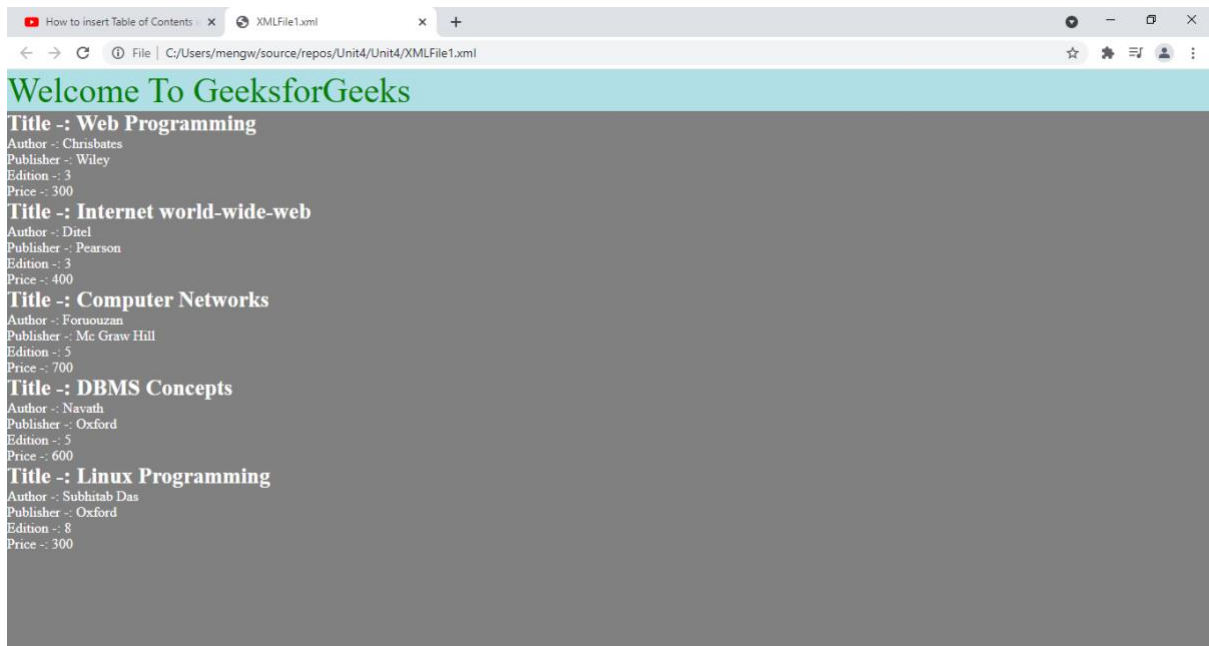 How to insert Table of Contents
XMLFile1.xml
File | C:/Users/mengw/source/repos/Unit4/Unit4/XMLFile1.xml
Welcome To GeeksforGeeks
Title -: Web Programming
Author -: Chrisbates
Publisher -: Wiley
Edition -: 3
Price -: 300
Title -: Internet world-wide-web
Author -: Ditel
Publisher -: Pearson
Edition -: 3
Price -: 400
Title -: Computer Networks
Author -: Foruouzan
Publisher -: Mc Graw Hill
Edition -: 5
Price -: 700
Title -: DBMS Concepts
Author -: Navath
Publisher -: Oxford
Edition -: 5
Price -: 600
Title -: Linux Programming
Author -: Subhitab Das
Publisher -: Oxford
Edition -: 8
Price -: 300